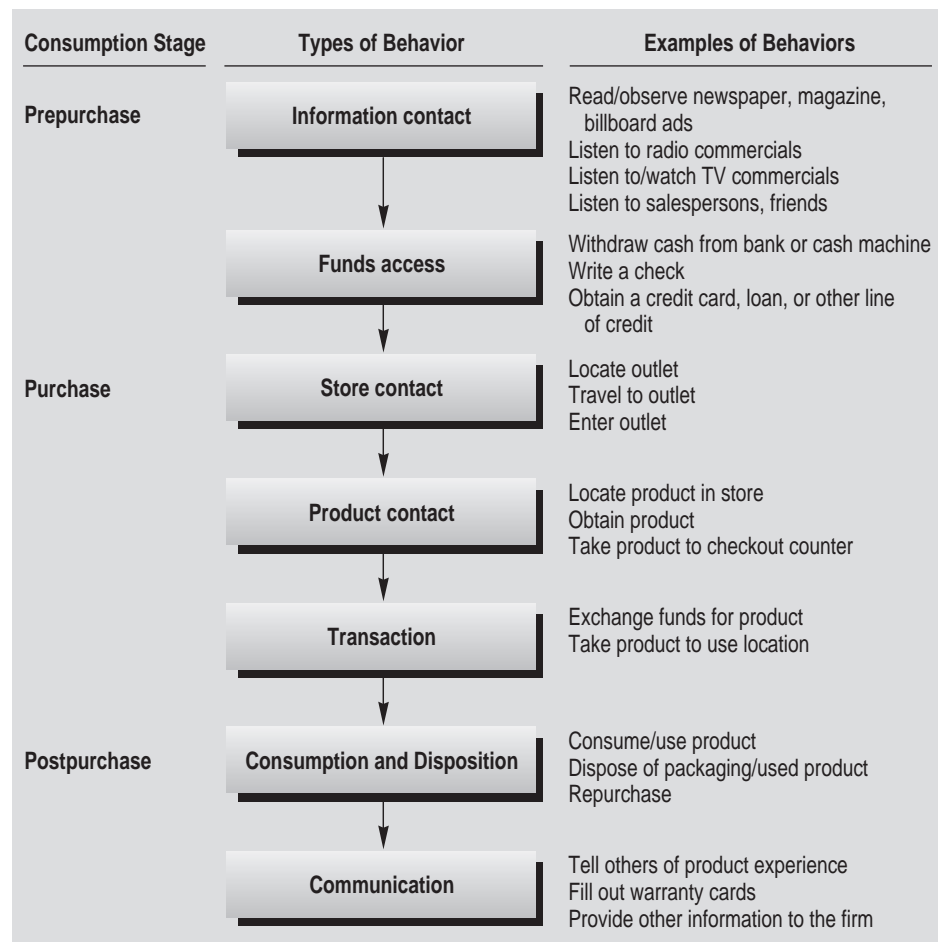 Consumption Stage
Types of Behavior
Examples of Behaviors
Prepurchase
Information contact
Read/observe newspaper, magazine,
billboard ads
Listen to radio commercials
Listen to/watch TV commercials
Listen to salespersons, friends
Funds access
Withdraw cash from bank or cash machine
Write a check
Obtain a credit card, loan, or other line
of credit
Purchase
Store contact
Locate outlet
Travel to outlet
Enter outlet
Product contact
Locate product in store
Obtain product
Take product to checkout counter
Transaction
Exchange funds for product
Take product to use location
Postpurchase
Consumption and Disposition
Consume/use product
Dispose of packaging/used product
Repurchase
Communication
Tell others of product experience
Fill out warranty cards
Provide other information to the firm